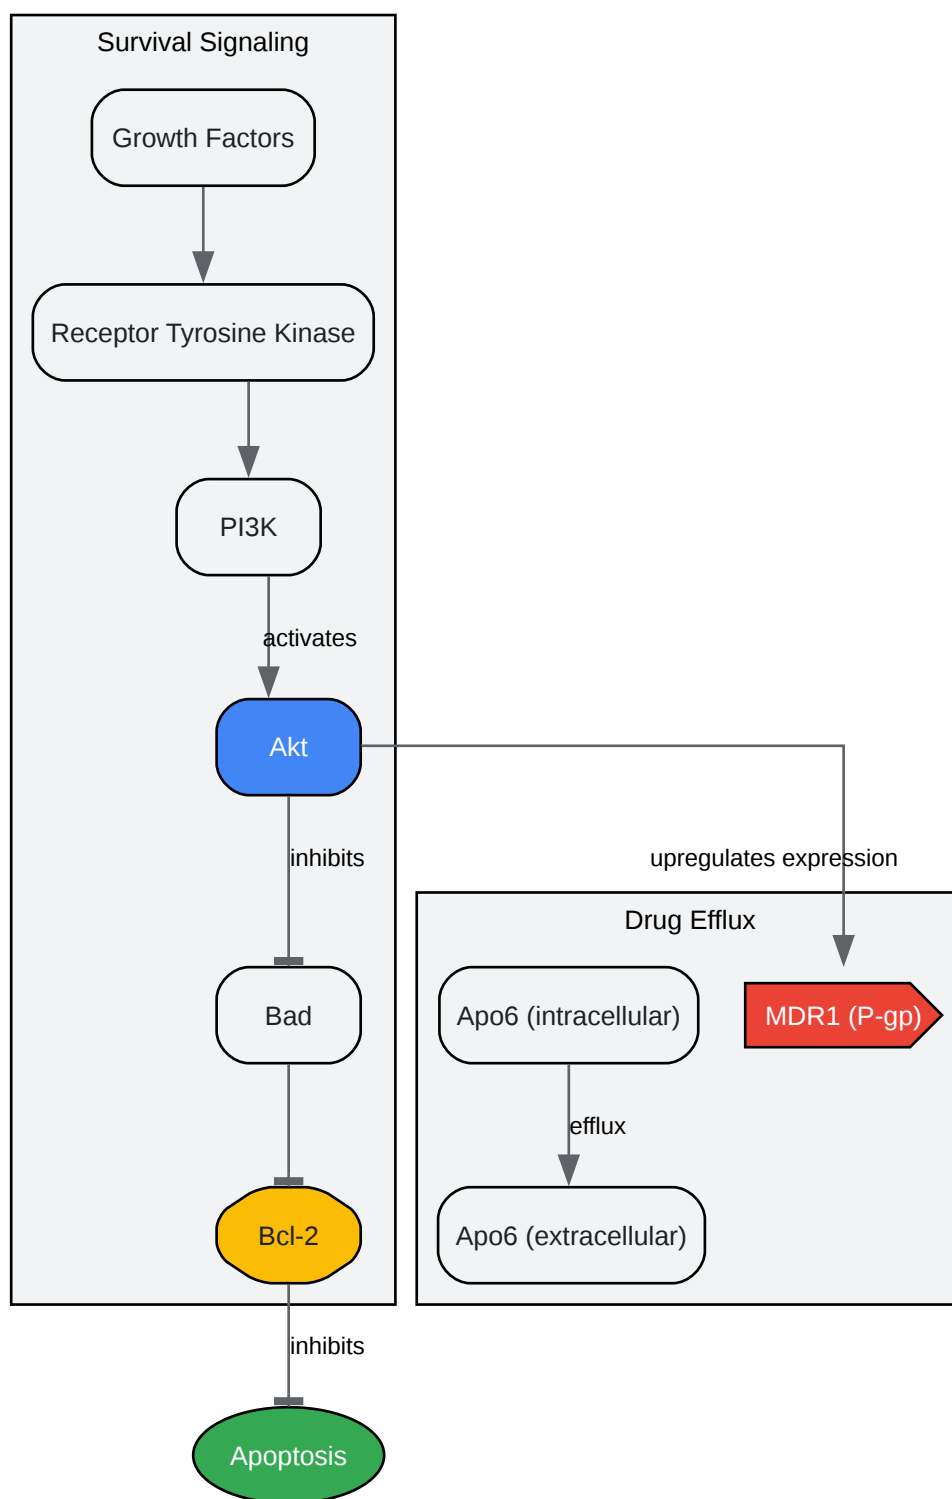 Survival Signaling
Growth Factors
Receptor Tyrosine Kinase
PI3K
activates
Akt
inhibits
upregulates expression
Drug Efflux
Bad
Apo6 (intracellular)
MDR1 (P-gp)
efflux
Bcl-2
Apo6 (extracellular)
inhibits
Apoptosis